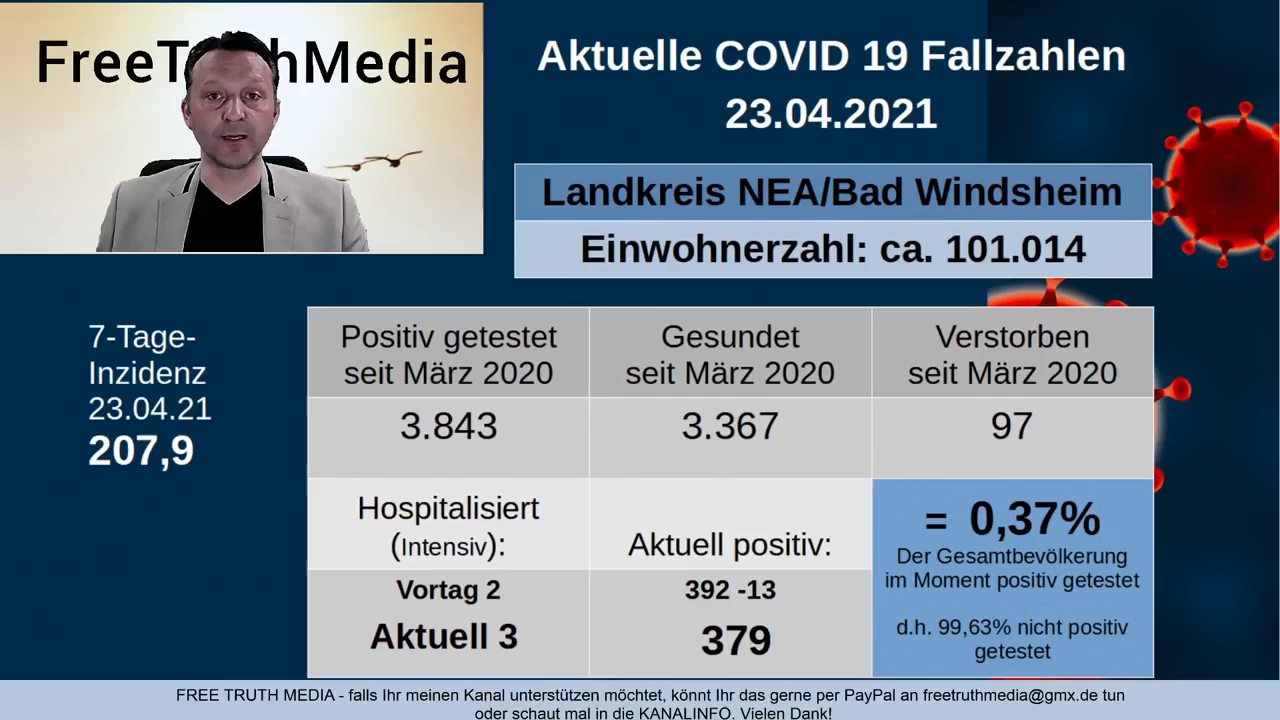 FreeTruthMedia
Aktuelle COVID 19 Fallzahlen
23.04.2021
Landkreis NEA/Bad Windsheim
Einwohnerzahl: ca. 101.014
7-Tage-
Inzidenz
23.04.21
207,9
Positiv getestet
seit März 2020
3.843
Gesundet
seit März 2020
3.367
Verstorben
seit März 2020
97
Hospitalisiert
(Intensiv):
Vortag 2
Aktuell 3
Aktuell positiv:
392 -13
379
= 0,37%
Der Gesamtbevölkerung
im Moment positiv getestet
d.h. 99,63% nicht positiv
getestet
FREE TRUTH MEDIA - falls Ihr meinen Kanal unterstützen möchtet, könnt Ihr das gerne per PayPal an freetruthmedia@gmx.de tun
oder schaut mal in die KANALINFO. Vielen Dank!